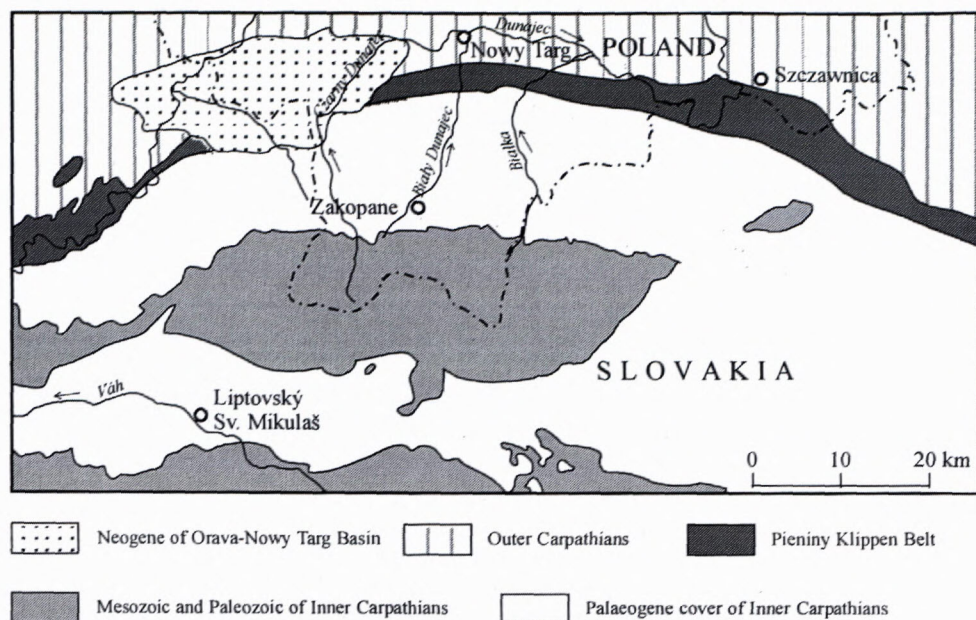 Dunajec
Nowy Targ
POLAND
Szczawnica
Czarny Dunajec
Biały Dunajec
Białka
Zakopane
SLOVAKIA
Váh
Liptovský
Sv. Mikulaš
0 10 20 km
Neogene of Orava-Nowy Targ Basin
Outer Carpathians
Pieniny Klippen Belt
Mesozoic and Paleozoic of Inner Carpathians
Palaeogene cover of Inner Carpathians